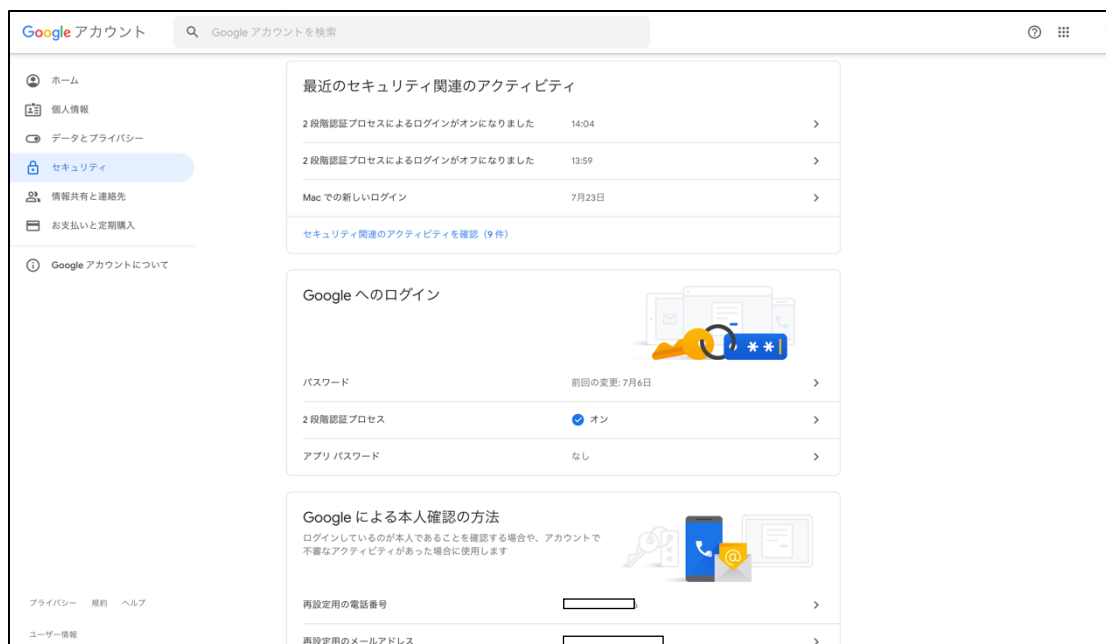 Google アカウント
Google アカウントを検索
ホーム
個人情報
データとプライバシー
セキュリティ
情報共有と連絡先
お支払いと定期購入
Google アカウントについて
プライバシー 規約 ヘルプ
ユーザー情報
最近のセキュリティ関連のアクティビティ
2 段階認証プロセスによるログインがオンになりました 14:04
2 段階認証プロセスによるログインがオフになりました 13:59
Mac での新しいログイン 7月23日
セキュリティ関連のアクティビティを確認（9 件）
Google へのログイン
**
パスワード 前回の変更: 7月6日
2 段階認証プロセス オン
アプリ パスワード なし
Google による本人確認の方法
ログインしているのが本人であることを確認する場合や、アカウントで
不審なアクティビティがあった場合に使用します
@
再設定用の電話番号
再設定用のメールアドレス